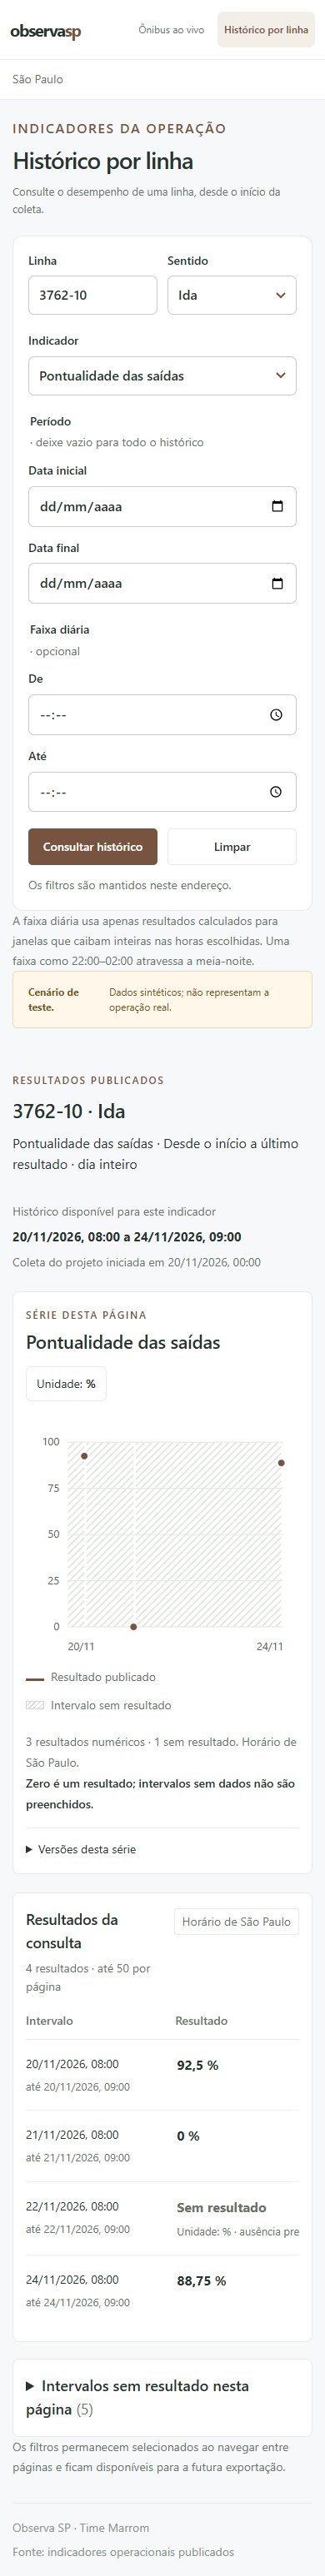 observasp
Ônibus ao vivo
Histórico por linha
São Paulo
INDICADORES DA OPERAÇÃO
Histórico por linha
Consulte o desempenho de uma linha, desde o início da
coleta.
Linha
Sentido
3762-10
Ida
Indicador
Pontualidade das saídas
Período
· deixe vazio para todo o histórico
Data inicial
dd/mm/aaaa
Data final
dd/mm/aaaa
Faixa diária
· opcional
De
--:--
Até
--:--
Consultar histórico
Limpar
Os filtros são mantidos neste endereço.
A faixa diária usa apenas resultados calculados para
janelas que caibam inteiras nas horas escolhidas. Uma
faixa como 22:00–02:00 atravessa a meia-noite.
Cenário de
teste.
Dados sintéticos; não representam a
operação real.
RESULTADOS PUBLICADOS
3762-10 · Ida
Pontualidade das saídas · Desde o início a último
resultado · dia inteiro
Histórico disponível para este indicador
20/11/2026, 08:00 a 24/11/2026, 09:00
Coleta do projeto iniciada em 20/11/2026, 00:00
SÉRIE DESTA PÁGINA
Pontualidade das saídas
Unidade: %
100
75
50
25
0
20/11
24/11
Resultado publicado
Intervalo sem resultado
3 resultados numéricos · 1 sem resultado. Horário de
São Paulo.
Zero é um resultado; intervalos sem dados não são
preenchidos.
Versões desta série
Resultados da
consulta
Horário de São Paulo
4 resultados · até 50 por
página
Intervalo
Resultado
20/11/2026, 08:00
até 20/11/2026, 09:00
92,5 %
21/11/2026, 08:00
até 21/11/2026, 09:00
0 %
22/11/2026, 08:00
até 22/11/2026, 09:00
Sem resultado
Unidade: % · ausência pre
24/11/2026, 08:00
até 24/11/2026, 09:00
88,75 %
Intervalos sem resultado nesta
página (5)
Os filtros permanecem selecionados ao navegar entre
páginas e ficam disponíveis para a futura exportação.
Observa SP · Time Marrom
Fonte: indicadores operacionais publicados